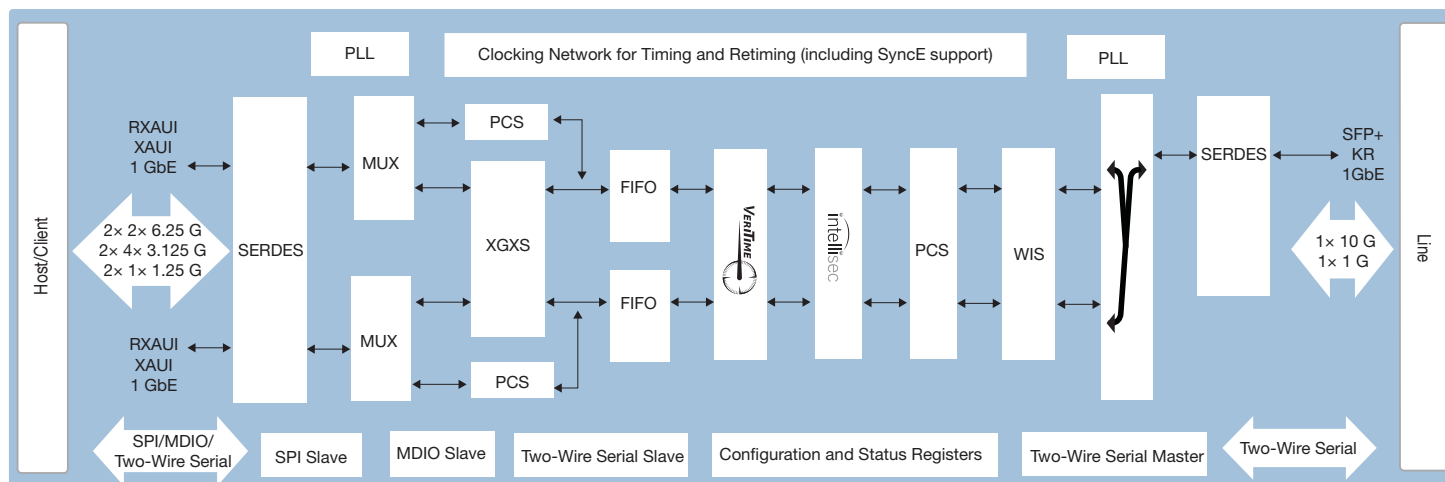 PLL
Clocking Network for Timing and Retiming (including SyncE support)
PLL
Host/Client
RXAUI
XAUI
1 GbE
2× 2× 6.25 G
2× 4× 3.125 G
2× 1× 1.25 G
RXAUI
XAUI
1 GbE
SERDES
MUX
MUX
PCS
XGXS
PCS
FIFO
FIFO
VERITIME
intellisec
PCS
WIS
SERDES
SFP+
KR
1GbE
1× 10 G
1× 1 G
Line
SPI/MDIO/
Two-Wire Serial
SPI Slave
MDIO Slave
Two-Wire Serial Slave
Configuration and Status Registers
Two-Wire Serial Master
Two-Wire Serial